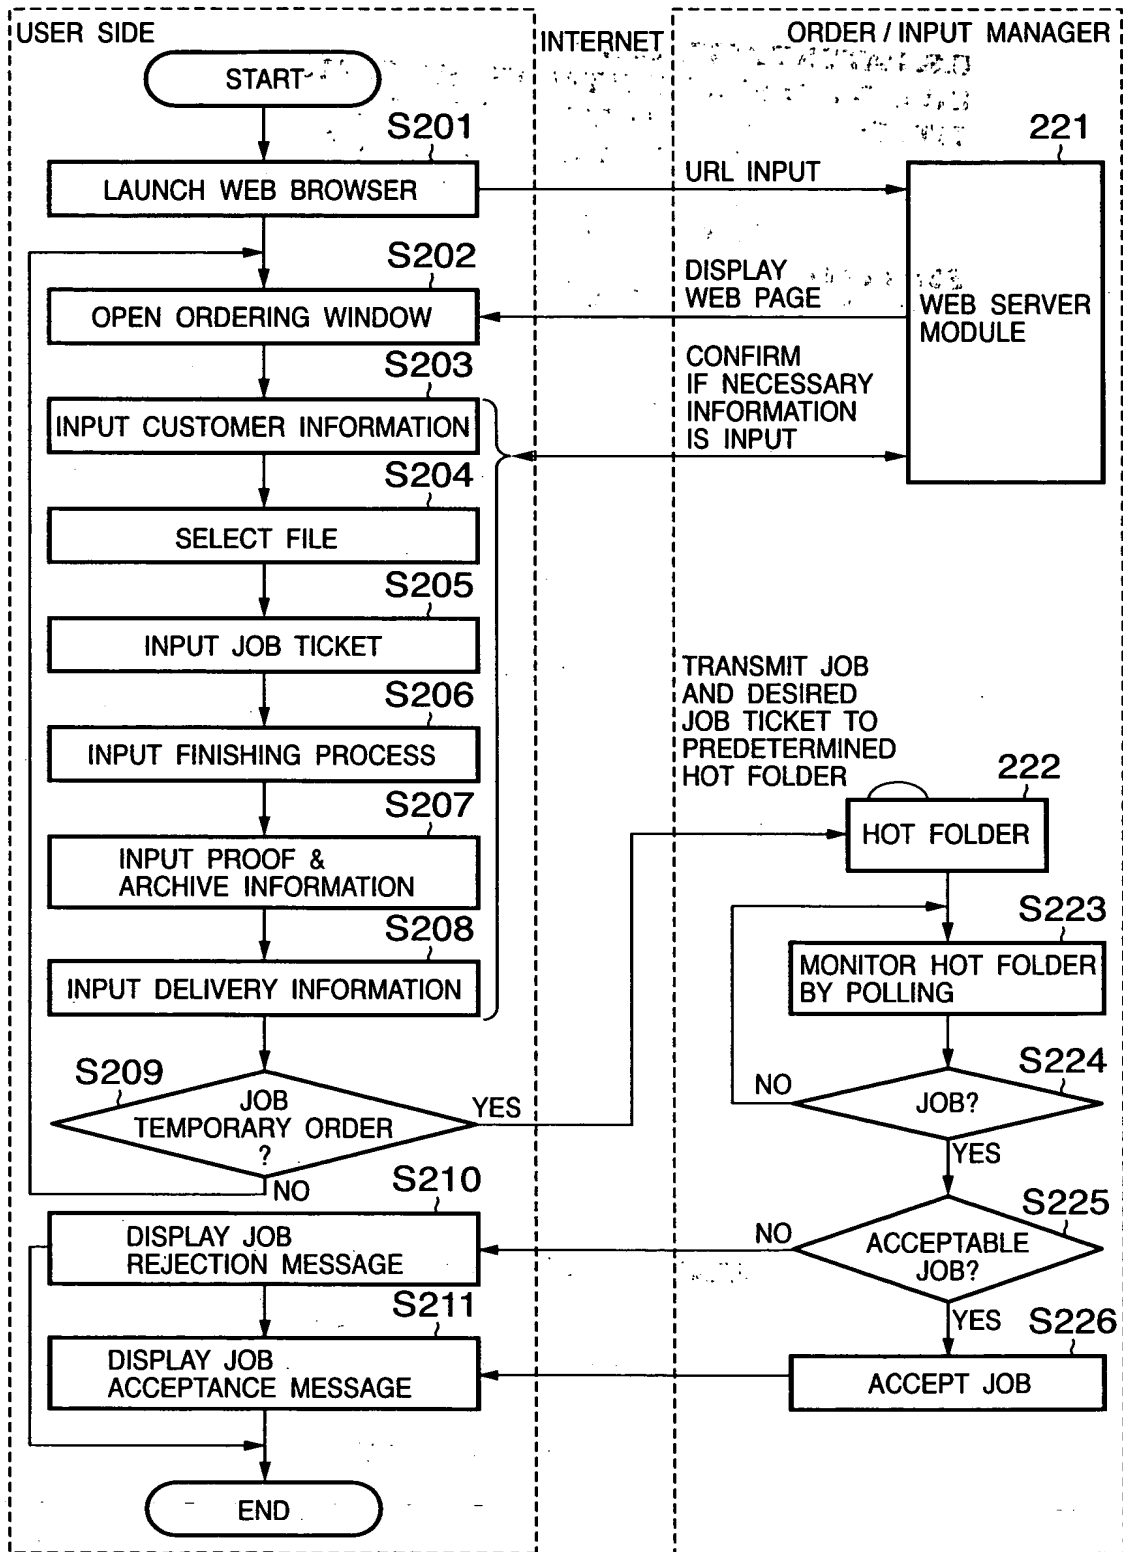 USER SIDE
INTERNET
ORDER / INPUT MANAGER
START
S201
LAUNCH WEB BROWSER
URL INPUT
221
S202
OPEN ORDERING WINDOW
DISPLAY
WEB PAGE
WEB SERVER
MODULE
S203
INPUT CUSTOMER INFORMATION
CONFIRM
IF NECESSARY
INFORMATION
IS INPUT
S204
SELECT FILE
S205
INPUT JOB TICKET
S206
INPUT FINISHING PROCESS
TRANSMIT JOB
AND DESIRED
JOB TICKET TO
PREDETERMINED
HOT FOLDER
222
HOT FOLDER
S207
INPUT PROOF &
ARCHIVE INFORMATION
S208
INPUT DELIVERY INFORMATION
S223
MONITOR HOT FOLDER
BY POLLING
S209
JOB
TEMPORARY ORDER
?
YES
NO
S224
JOB?
NO
YES
S210
DISPLAY JOB
REJECTION MESSAGE
S225
ACCEPTABLE
JOB?
NO
YES
S211
DISPLAY JOB
ACCEPTANCE MESSAGE
S226
ACCEPT JOB
END